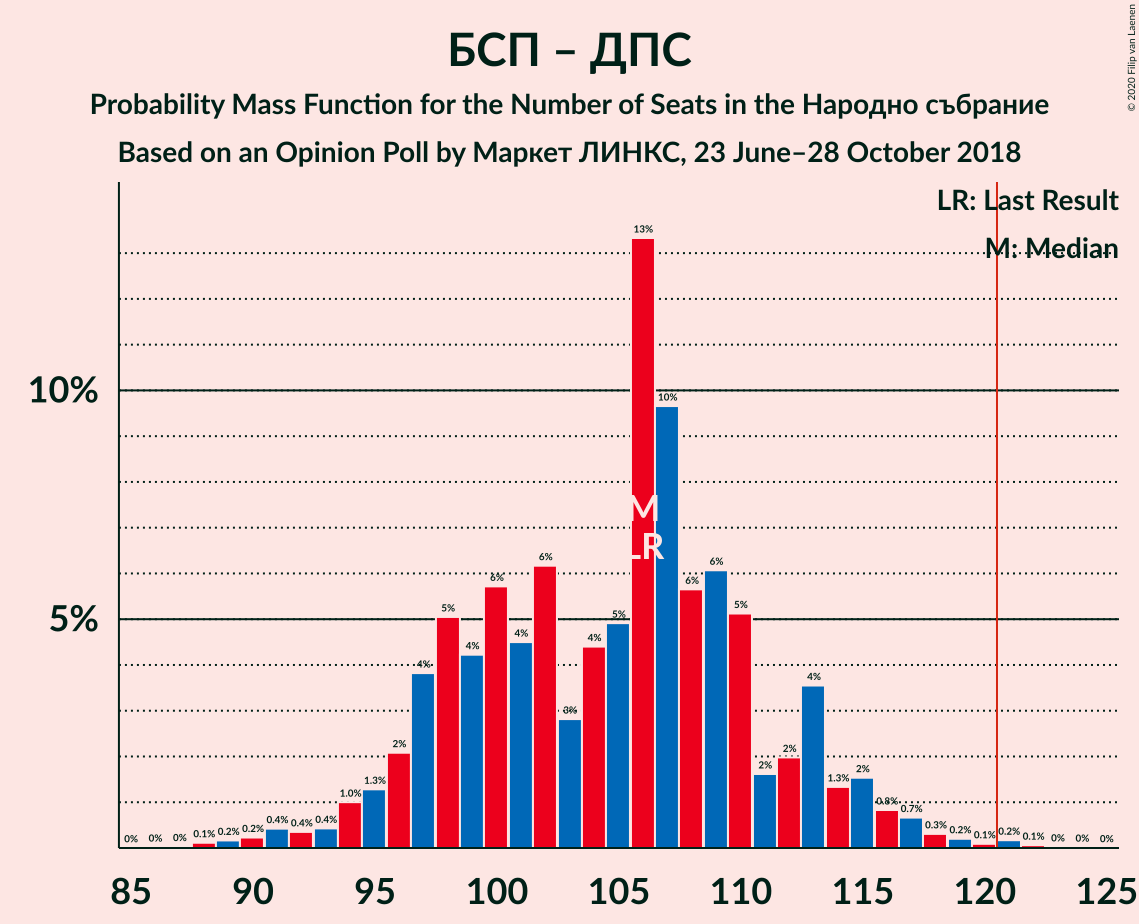 БСП – ДПС
Probability Mass Function for the Number of Seats in the Народно събрание
Based on an Opinion Poll by Маркет ЛИНКС, 23 June–28 October 2018
© 2020 Filip van Laenen
LR: Last Result
M: Median
10%
5%
0% 0% 0% 0.1% 0.2% 0.2% 0.4% 0.4% 0.4% 1.0% 1.3% 2% 4% 5% 4% 6% 4% 6% 3% 4% 5% 13% 10% 6% 6% 5% 2% 2% 4% 1.3% 2% 0.8% 0.7% 0.3% 0.2% 0.1% 0.2% 0.1% 0% 0% 0%
M
LR
85 90 95 100 105 110 115 120 125